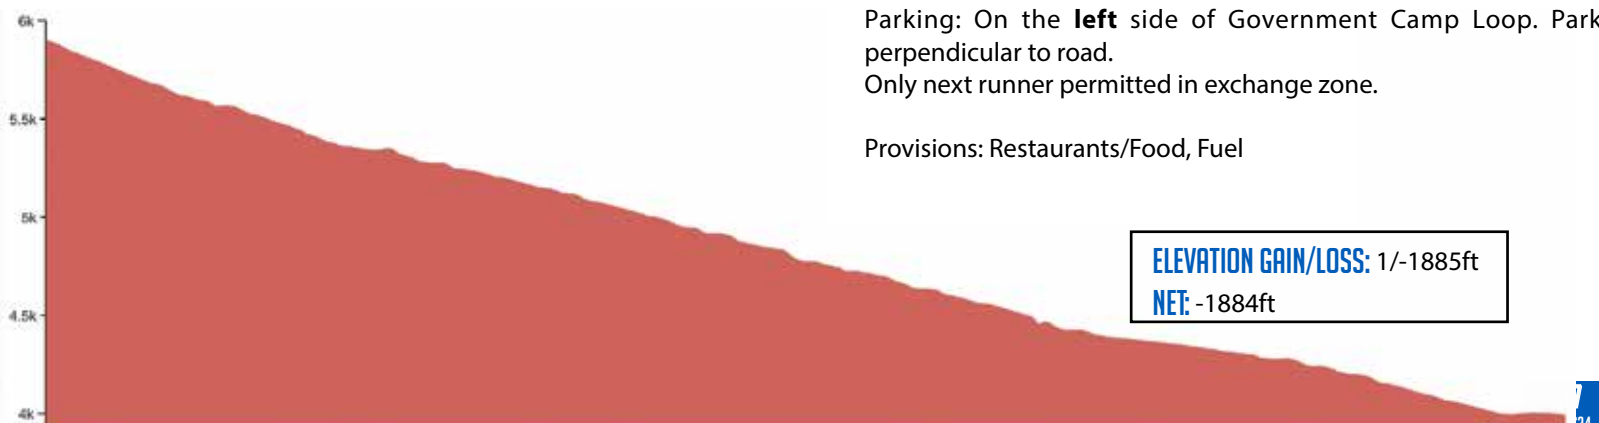 6k
Parking: On the left side of Government Camp Loop. Park
perpendicular to road.
Only next runner permitted in exchange zone.
5.5k
Provisions: Restaurants/Food, Fuel
5k
ELEVATION GAIN/LOSS: 1/-1885ft
NET: -1884ft
4.5k
4k